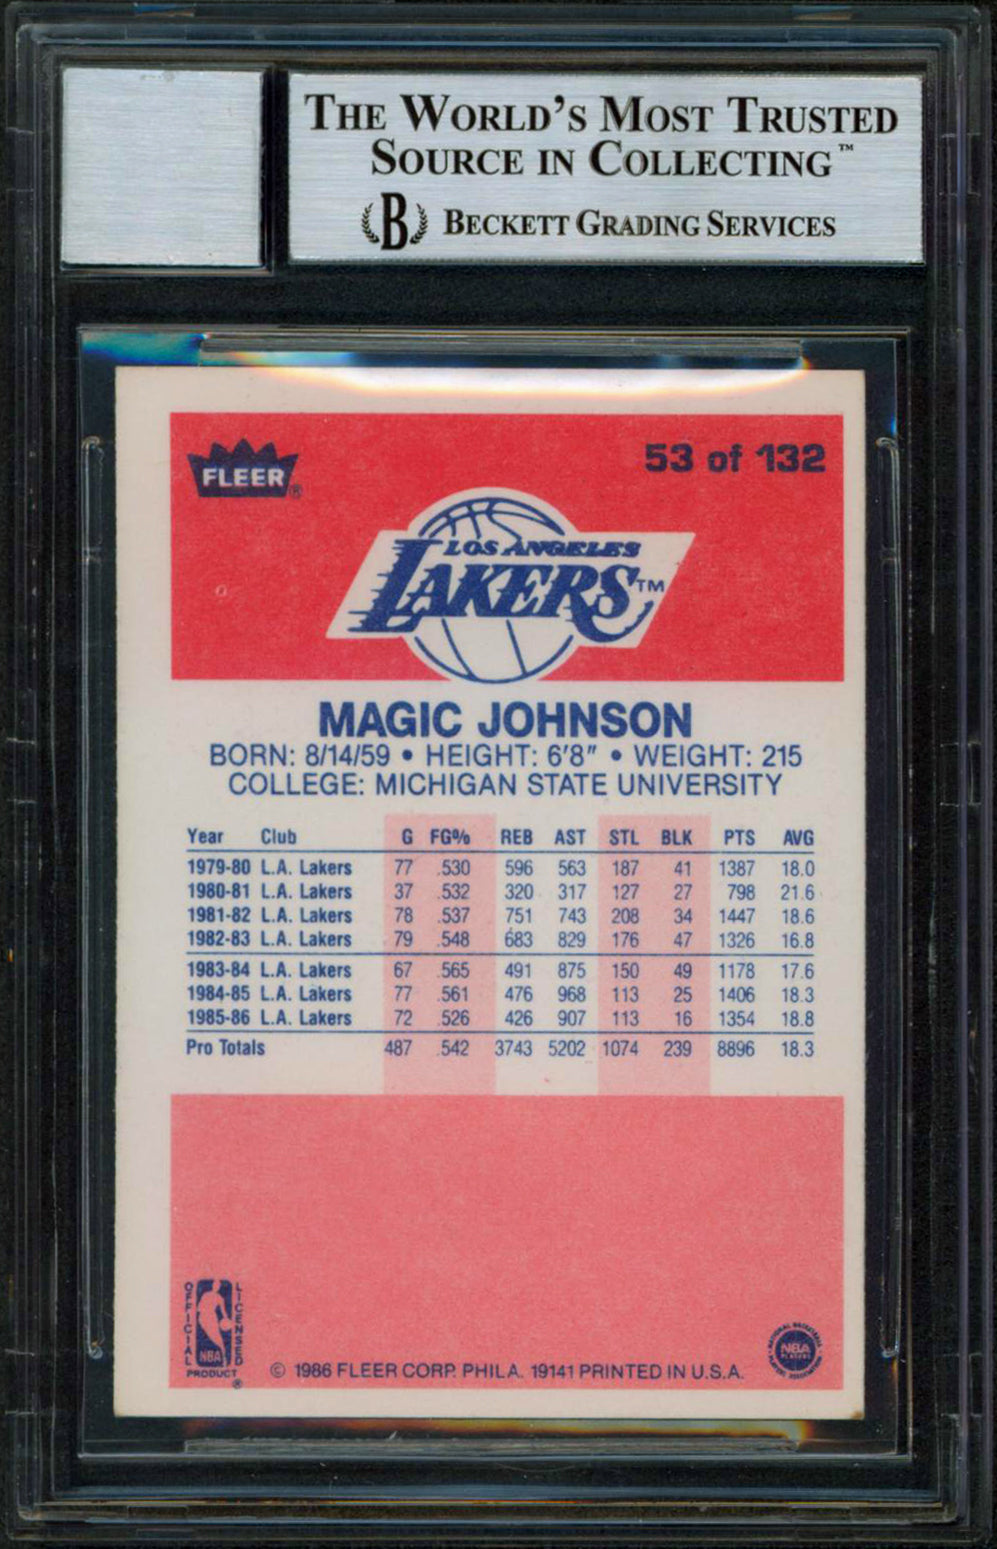 THE WORLD'S MOST TRUSTED
SOURCE IN COLLECTING™
B BECKETT GRADING SERVICES
FLEER®
53 of 132
LOS ANGELES
LAKERS™
MAGIC JOHNSON
BORN: 8/14/59 • HEIGHT: 6'8" • WEIGHT: 215
COLLEGE: MICHIGAN STATE UNIVERSITY
Year Club G FG% REB AST STL BLK PTS AVG
1979-80 L.A. Lakers 77 .530 596 563 187 41 1387 18.0
1980-81 L.A. Lakers 37 .532 320 317 127 27 798 21.6
1981-82 L.A. Lakers 78 .537 751 743 208 34 1447 18.6
1982-83 L.A. Lakers 79 .548 683 829 176 47 1326 16.8
1983-84 L.A. Lakers 67 .565 491 875 150 49 1178 17.6
1984-85 L.A. Lakers 77 .561 476 968 113 25 1406 18.3
1985-86 L.A. Lakers 72 .526 426 907 113 16 1354 18.8
Pro Totals 487 .542 3743 5202 1074 239 8896 18.3
OFFICIAL
LICENSED
NBA
PRODUCT®
© 1986 FLEER CORP. PHILA. 19141 PRINTED IN U.S.A.
NATIONAL BASKETBALL
PLAYERS
PLAYERS ASSOCIATION